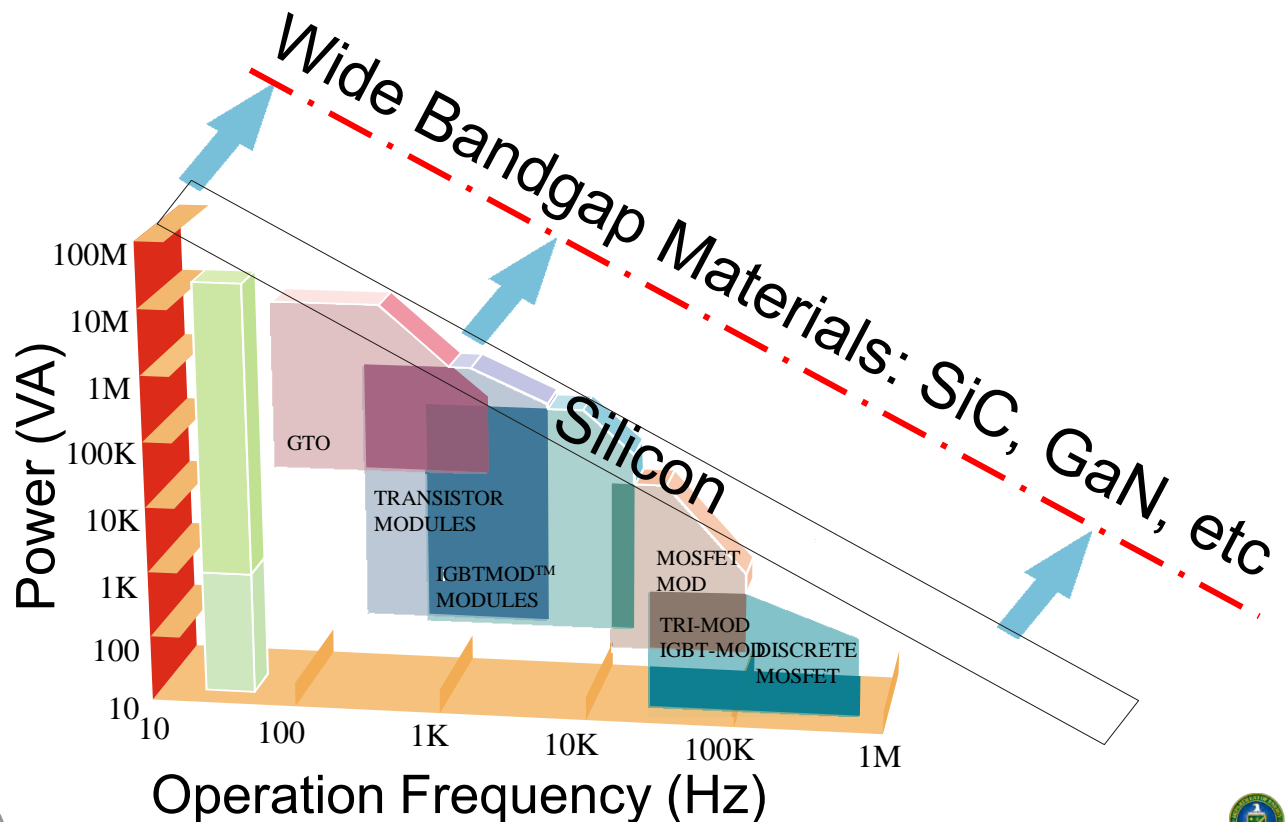 Wide Bandgap Materials: SiC, GaN, etc
Silicon
Power (VA)
100M
10M
1M
100K
10K
1K
100
10
GTO
TRANSISTOR
MODULES
IGBTMOD™
MODULES
MOSFET
MOD
TRI-MOD
IGBT-MOD
DISCRETE
MOSFET
10
100
1K
10K
100K
1M
Operation Frequency (Hz)